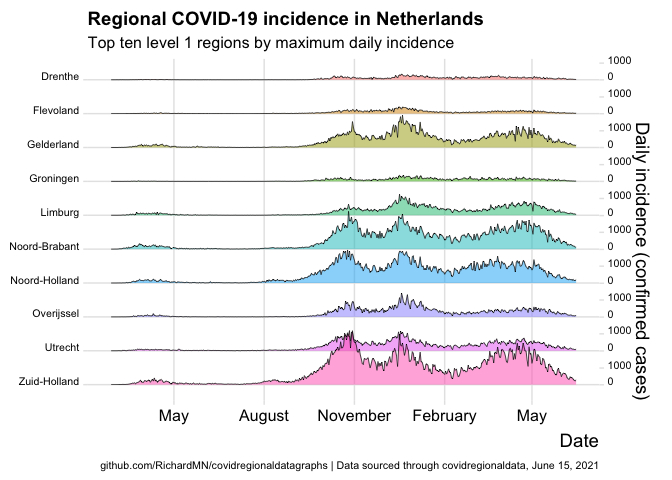 Regional COVID-19 incidence in Netherlands
Top ten level 1 regions by maximum daily incidence
Drenthe 1000 0
Flevoland 1000 0
Gelderland 1000 0
Groningen 1000 0
Limburg 1000 0
Noord-Brabant 1000 0
Noord-Holland 1000 0
Overijssel 1000 0
Utrecht 1000 0
Zuid-Holland 1000 0
Daily incidence (confirmed cases)
May August November February May
Date
github.com/RichardMN/covidregionaldatagraphs | Data sourced through covidregionaldata, June 15, 2021